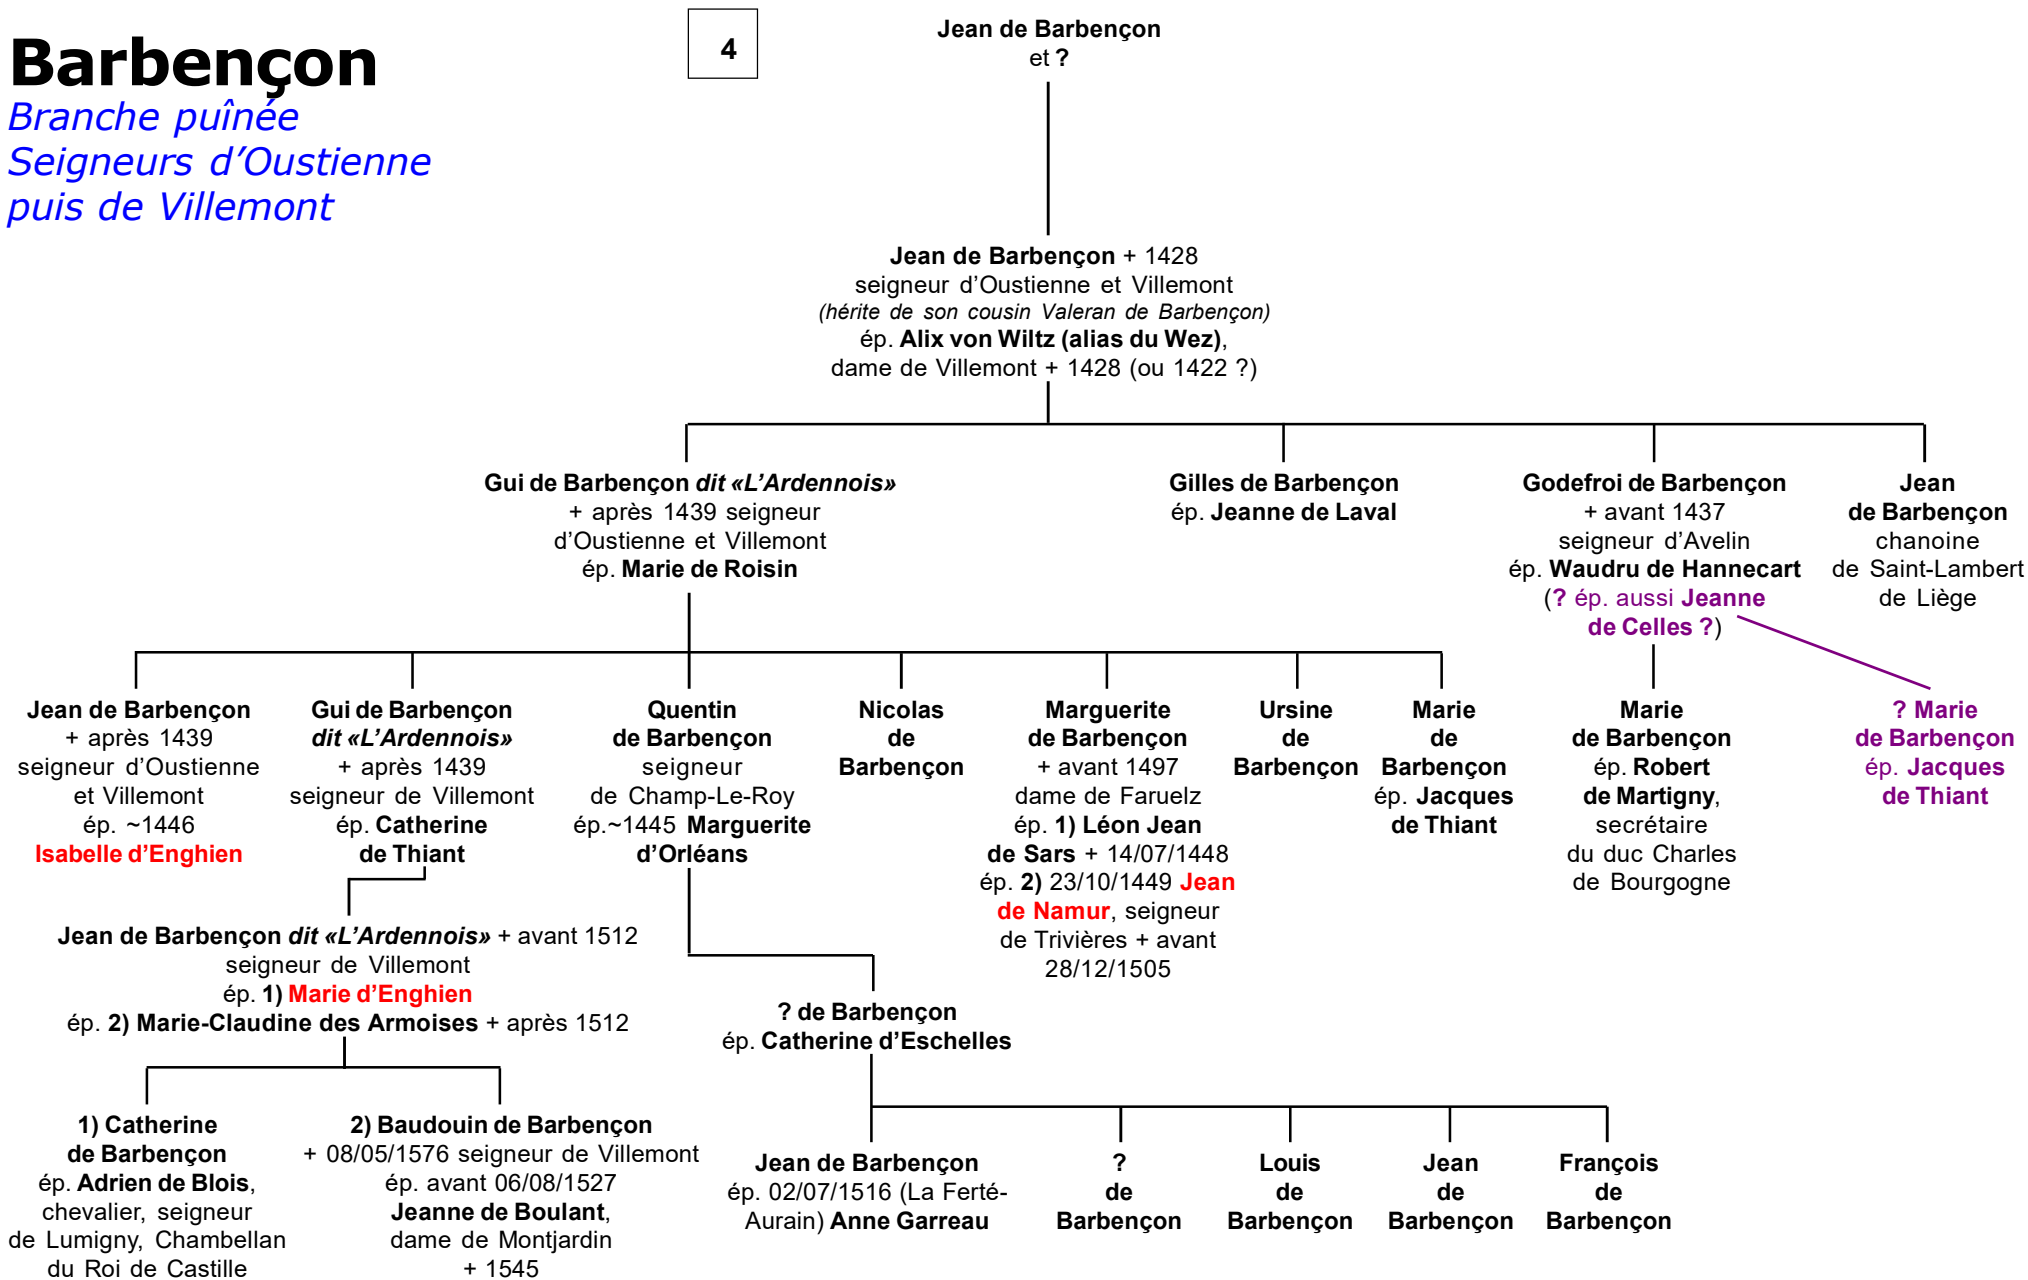 Barbençon
Branche puînée
Seigneurs d’Oustienne
puis de Villemont
4
Jean de Barbençon
et ?
Jean de Barbençon + 1428
seigneur d’Oustienne et Villemont
(hérite de son cousin Valeran de Barbençon)
ép. Alix von Wiltz (alias du Wez),
dame de Villemont + 1428 (ou 1422 ?)
Gui de Barbençon dit «L’Ardennois»
+ après 1439 seigneur
d’Oustienne et Villemont
ép. Marie de Roisin
Gilles de Barbençon
ép. Jeanne de Laval
Godefroi de Barbençon
+ avant 1437
seigneur d’Avelin
ép. Waudru de Hannecart
(? ép. aussi Jeanne
de Celles ?)
Jean
de Barbençon
chanoine
de Saint-Lambert
de Liège
Jean de Barbençon
+ après 1439
seigneur d’Oustienne
et Villemont
ép. ~1446
Isabelle d’Enghien
Gui de Barbençon
dit «L’Ardennois»
+ après 1439
seigneur de Villemont
ép. Catherine
de Thiant
Quentin
de Barbençon
seigneur
de Champ-Le-Roy
ép.~1445 Marguerite
d’Orléans
Nicolas
de
Barbençon
Marguerite
de Barbençon
+ avant 1497
dame de Faruelz
ép. 1) Léon Jean
de Sars + 14/07/1448
ép. 2) 23/10/1449 Jean
de Namur, seigneur
de Trivières + avant
28/12/1505
Ursine
de
Barbençon
Marie
de
Barbençon
ép. Jacques
de Thiant
Marie
de Barbençon
ép. Robert
de Martigny,
secrétaire
du duc Charles
de Bourgogne
? Marie
de Barbençon
ép. Jacques
de Thiant
Jean de Barbençon dit «L’Ardennois» + avant 1512
seigneur de Villemont
ép. 1) Marie d’Enghien
ép. 2) Marie-Claudine des Armoises + après 1512
? de Barbençon
ép. Catherine d’Eschelles
1) Catherine
de Barbençon
ép. Adrien de Blois,
chevalier, seigneur
de Lumigny, Chambellan
du Roi de Castille
2) Baudouin de Barbençon
+ 08/05/1576 seigneur de Villemont
ép. avant 06/08/1527
Jeanne de Boulant,
dame de Montjardin
+ 1545
Jean de Barbençon
ép. 02/07/1516 (La Ferté-
Aurain) Anne Garreau
?
de
Barbençon
Louis
de
Barbençon
Jean
de
Barbençon
François
de
Barbençon